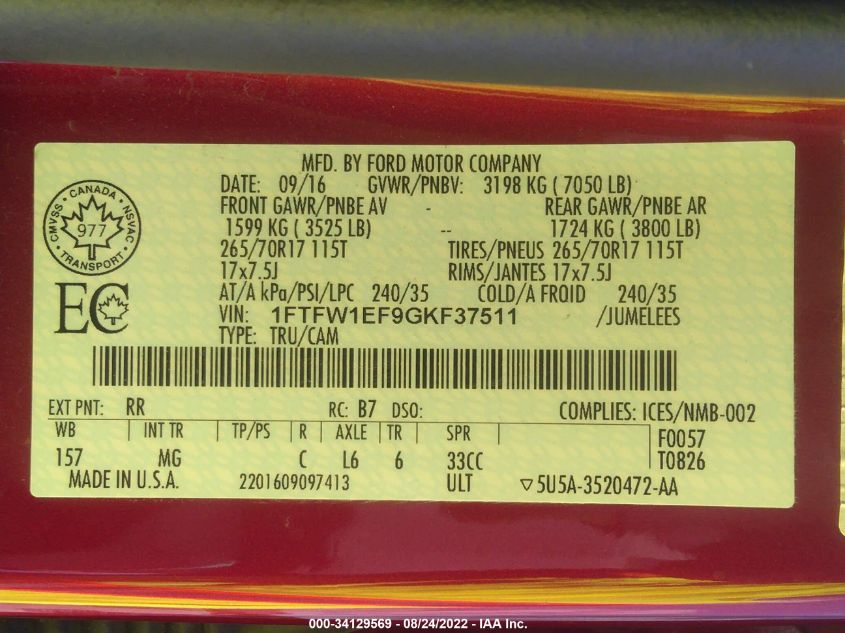 MFD. BY FORD MOTOR COMPANY
DATE: 09/16 GVWR/PNBV: 3198 KG ( 7050 LB)
FRONT GAWR/PNBE AV - REAR GAWR/PNBE AR
1599 KG ( 3525 LB) -- 1724 KG ( 3800 LB)
265/70R17 115T TIRES/PNEUS 265/70R17 115T
17x7.5J RIMS/JANTES 17x7.5J
AT/A kPa/PSI/LPC 240/35 COLD/A FROID 240/35
VIN: 1FTFW1EF9GKF37511 /JUMELEES
TYPE: TRU/CAM
CANADA
CMVSS · NSVAC
977
TRANSPORT
EC
EXT PNT: RR RC: B7 DSO: COMPLIES: ICES/NMB-002
WB INT TR TP/PS R AXLE TR SPR F0057
157 MG C L6 6 33CC T0826
MADE IN U.S.A. 2201609097413 ULT ▽5U5A-3520472-AA
000-34129569 - 08/24/2022 - IAA Inc.